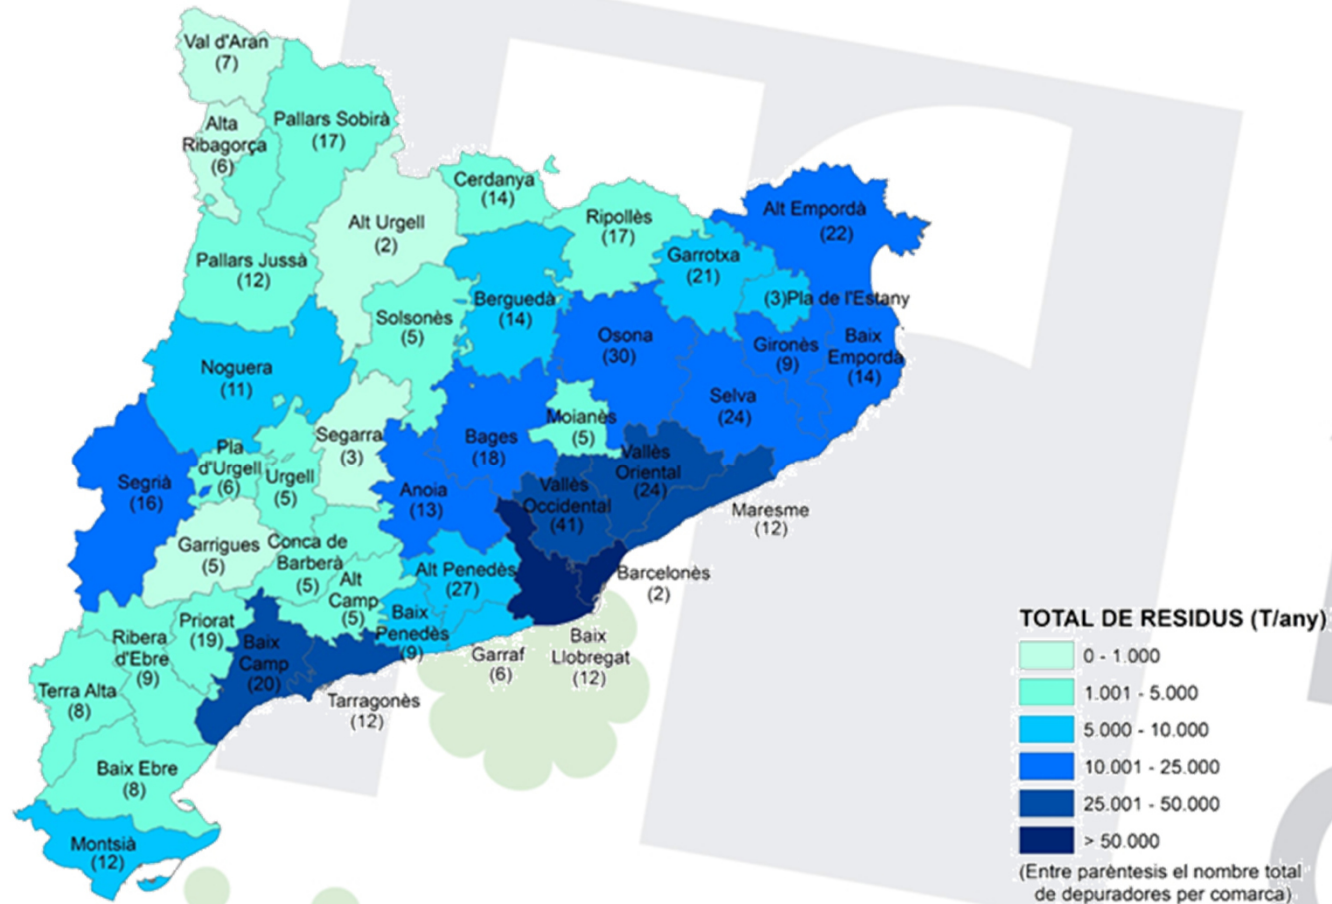 Val d'Aran
(7)
Alta
Ribagorça
(6)
Pallars Sobirà
(17)
Cerdanya
(14)
Alt Urgell
(2)
Ripollès
(17)
Alt Empordà
(22)
Garrotxa
(21)
Pallars Jussà
(12)
(3)Pla de l'Estany
Berguedà
(14)
Solsonès
(5)
Osona
(30)
Gironès
(9)
Baix
Empordà
(14)
Noguera
(11)
Selva
(24)
Moianès
(5)
Segarra
(3)
Bages
(18)
Pla
d'Urgell
(6)
Urgell
(5)
Vallès
Oriental
(24)
Segrià
(16)
Anoia
(13)
Vallès
Occidental
(41)
Maresme
(12)
Garrigues
(5)
Conca de
Barberà
(5)
Alt Penedès
(27)
Barcelonès
(2)
Alt
Camp
(5)
Baix
Penedès
(9)
Priorat
(19)
Ribera
d'Ebre
(9)
Baix
Camp
(20)
Garraf
(6)
Baix
Llobregat
(12)
Terra Alta
(8)
Tarragonès
(12)
Baix Ebre
(8)
Montsià
(12)
TOTAL DE RESIDUS (T/any)
0 - 1.000
1.001 - 5.000
5.000 - 10.000
10.001 - 25.000
25.001 - 50.000
> 50.000
(Entre parèntesis el nombre total
de depuradores per comarca)